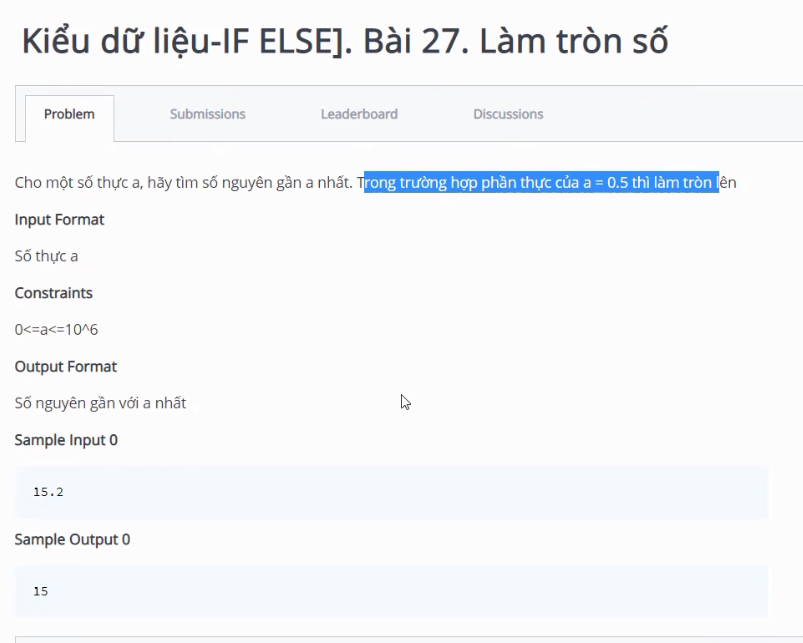 Kiểu dữ liệu-IF ELSE]. Bài 27. Làm tròn số
Problem Submissions Leaderboard Discussions
Cho một số thực a, hãy tìm số nguyên gần a nhất. Trong trường hợp phần thực của a = 0.5 thì làm tròn lên
Input Format
Số thực a
Constraints
0<=a<=10^6
Output Format
Số nguyên gần với a nhất
Sample Input 0
15.2
Sample Output 0
15